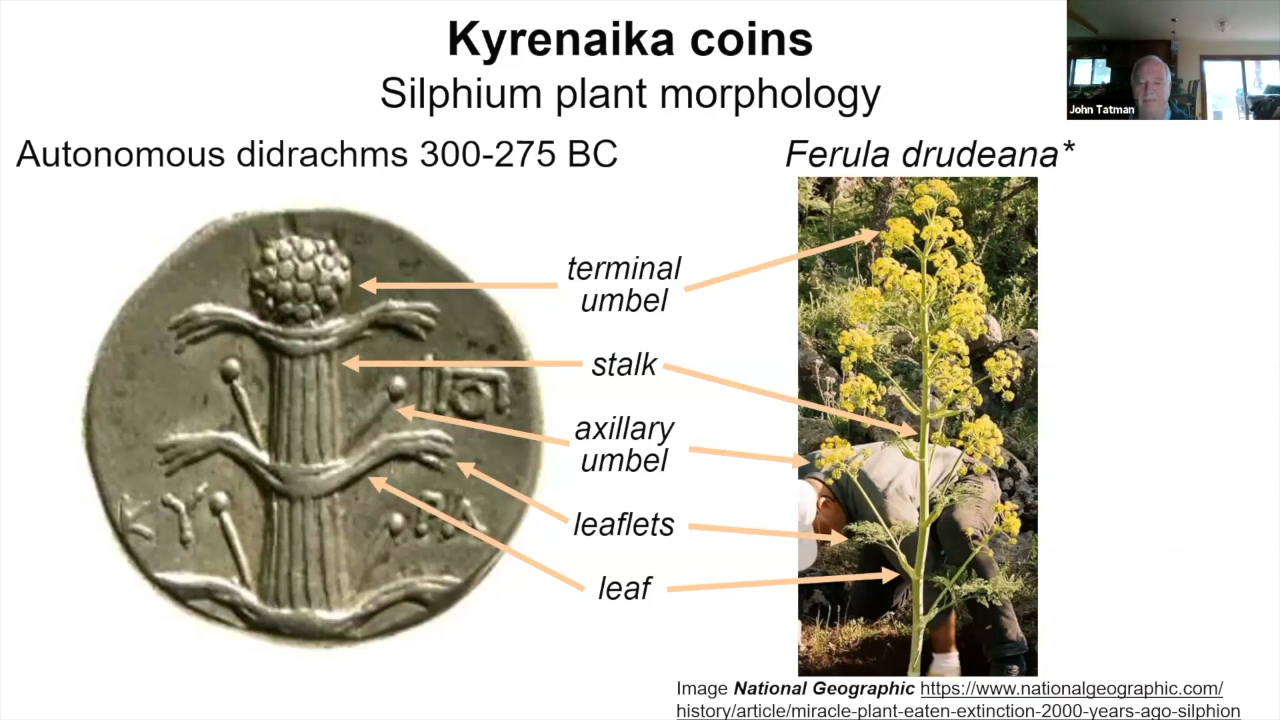 Kyrenaika coins
Silphium plant morphology
John Tatman
Autonomous didrachms 300-275 BC
Ferula drudeana*
terminal
umbel
stalk
axillary
umbel
leaflets
leaf
ΚΥ
ΡΑ
Image National Geographic https://www.nationalgeographic.com/
history/article/miracle-plant-eaten-extinction-2000-years-ago-silphion